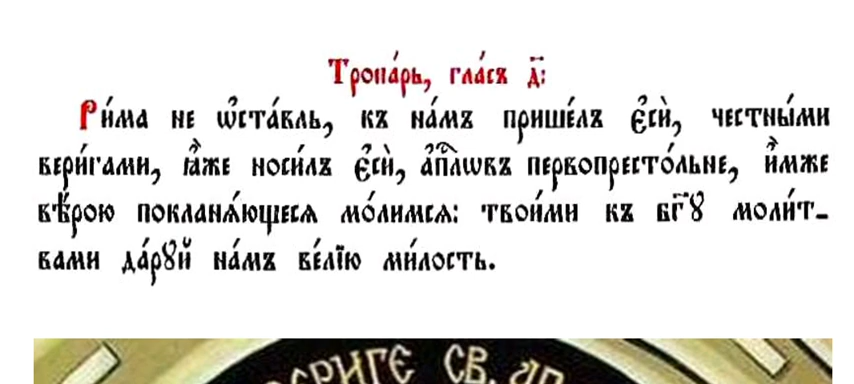 Тропа́рь, гла́съ д҃:
Ри́ма не ѡ҆ста́вль, къ на́мъ прише́лъ є҆сѝ, честны́ми
вери́гами, ꙗ҆̀же носи́лъ є҆сѝ, а҆п҃лѡвъ первопресто́льне, и҆̀мже
вѣ́рою покланѧ́ющесѧ мо́лимсѧ: твои́ми къ бг҃ꙋ моли́т-
вами да́рꙋй на́мъ ве́лїю ми́лость.
СВ. АП